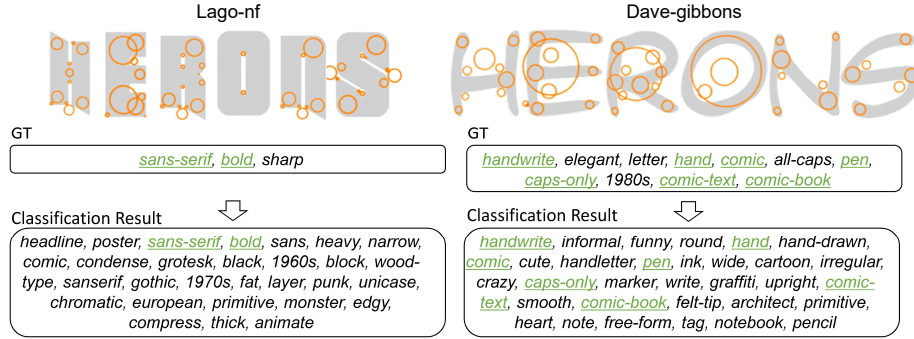 Lago-nf
HERONS
GT
sans-serif, bold, sharp
Classification Result
headline, poster, sans-serif, bold, sans, heavy, narrow,
comic, condense, grotesk, black, 1960s, block, wood-
type, sanserif, gothic, 1970s, fat, layer, punk, unicase,
chromatic, european, primitive, monster, edgy,
compress, thick, animate
Dave-gibbons
HERONS
GT
handwrite, elegant, letter, hand, comic, all-caps, pen,
caps-only, 1980s, comic-text, comic-book
Classification Result
handwrite, informal, funny, round, hand, hand-drawn,
comic, cute, handletter, pen, ink, wide, cartoon, irregular,
crazy, caps-only, marker, write, graffiti, upright, comic-
text, smooth, comic-book, felt-tip, architect, primitive,
heart, note, free-form, tag, notebook, pencil